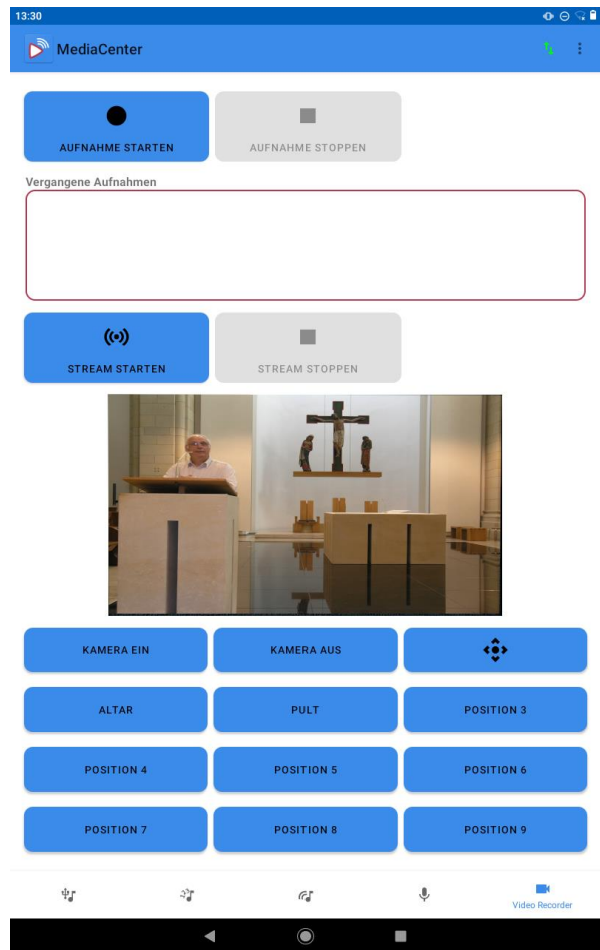 13:30
MediaCenter
AUFNAHME STARTEN
AUFNAHME STOPPEN
Vergangene Aufnahmen
STREAM STARTEN
STREAM STOPPEN
KAMERA EIN
KAMERA AUS
ALTAR
PULT
POSITION 3
POSITION 4
POSITION 5
POSITION 6
POSITION 7
POSITION 8
POSITION 9
Video Recorder